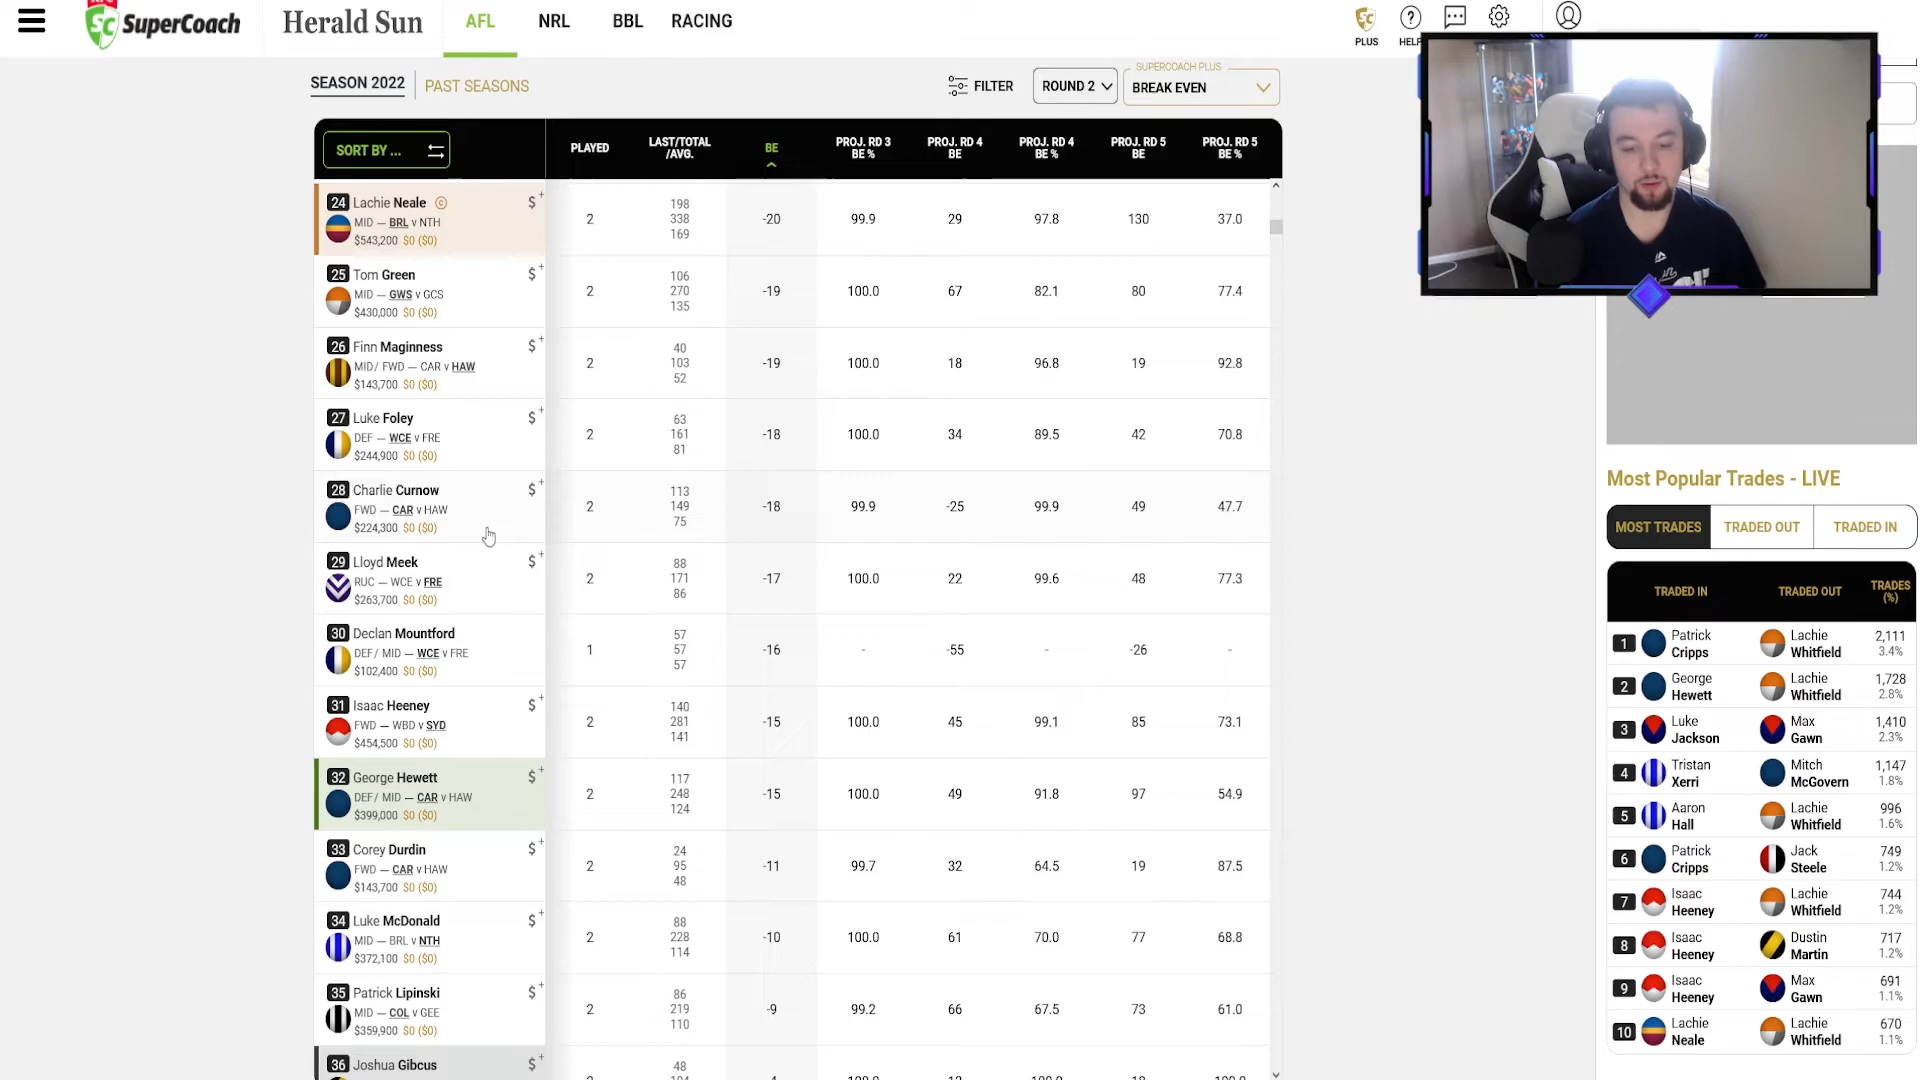 SuperCoach
Herald Sun
AFL
NRL
BBL
RACING
PLUS
HELP
SEASON 2022
PAST SEASONS
FILTER
ROUND 2
SUPERCOACH PLUS
BREAK EVEN
SORT BY ...
PLAYED
LAST/TOTAL
/AVG.
BE
PROJ. RD 3
BE %
PROJ. RD 4
BE
PROJ. RD 4
BE %
PROJ. RD 5
BE
PROJ. RD 5
BE %
24 Lachie Neale C $+
MID — BRL v NTH
$543,200 $0 ($0)
2
198
338
169
-20 99.9 29 97.8 130 37.0
25 Tom Green $+
MID — GWS v GCS
$430,000 $0 ($0)
2
106
270
135
-19 100.0 67 82.1 80 77.4
26 Finn Maginness $+
MID/ FWD — CAR v HAW
$143,700 $0 ($0)
2
40
103
52
-19 100.0 18 96.8 19 92.8
27 Luke Foley $+
DEF — WCE v FRE
$244,900 $0 ($0)
2
63
161
81
-18 100.0 34 89.5 42 70.8
28 Charlie Curnow $+
FWD — CAR v HAW
$224,300 $0 ($0)
2
113
149
75
-18 99.9 -25 99.9 49 47.7
29 Lloyd Meek $+
RUC — WCE v FRE
$263,700 $0 ($0)
2
88
171
86
-17 100.0 22 99.6 48 77.3
30 Declan Mountford $+
DEF/ MID — WCE v FRE
$102,400 $0 ($0)
1
57
57
57
-16 - -55 - -26 -
31 Isaac Heeney $+
FWD — WBD v SYD
$454,500 $0 ($0)
2
140
281
141
-15 100.0 45 99.1 85 73.1
32 George Hewett $+
DEF/ MID — CAR v HAW
$399,000 $0 ($0)
2
117
248
124
-15 100.0 49 91.8 97 54.9
33 Corey Durdin $+
FWD — CAR v HAW
$143,700 $0 ($0)
2
24
95
48
-11 99.7 32 64.5 19 87.5
34 Luke McDonald $+
MID — BRL v NTH
$372,100 $0 ($0)
2
88
228
114
-10 100.0 61 70.0 77 68.8
35 Patrick Lipinski $+
MID — COL v GEE
$359,900 $0 ($0)
2
86
219
110
-9 99.2 66 67.5 73 61.0
36 Joshua Gibcus $+
48
Most Popular Trades - LIVE
MOST TRADES
TRADED OUT
TRADED IN
TRADED IN
TRADED OUT
TRADES
(%)
1 Patrick Cripps Lachie Whitfield 2,111 3.4%
2 George Hewett Lachie Whitfield 1,728 2.8%
3 Luke Jackson Max Gawn 1,410 2.3%
4 Tristan Xerri Mitch McGovern 1,147 1.8%
5 Aaron Hall Lachie Whitfield 996 1.6%
6 Patrick Cripps Jack Steele 749 1.2%
7 Isaac Heeney Lachie Whitfield 744 1.2%
8 Isaac Heeney Dustin Martin 717 1.2%
9 Isaac Heeney Max Gawn 691 1.1%
10 Lachie Neale Lachie Whitfield 670 1.1%